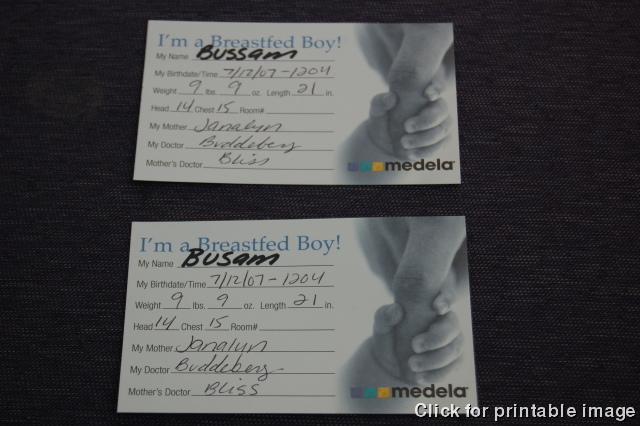 I'm a Breastfed Boy!
My Name BUSSAM
My Birthdate/Time 7/12/07-1204
Weight 9 lbs. 9 oz. Length 21 in.
Head 14 Chest 15 Room#
My Mother Janalyn
My Doctor Buddeberg
Mother's Doctor Bliss
medela
I'm a Breastfed Boy!
My Name BUSAM
My Birthdate/Time 7/12/07-1204
Weight 9 lbs. 9 oz. Length 21 in.
Head 14 Chest 15 Room#
My Mother Janalyn
My Doctor Buddeberg
Mother's Doctor Bliss
medela
Click for printable image